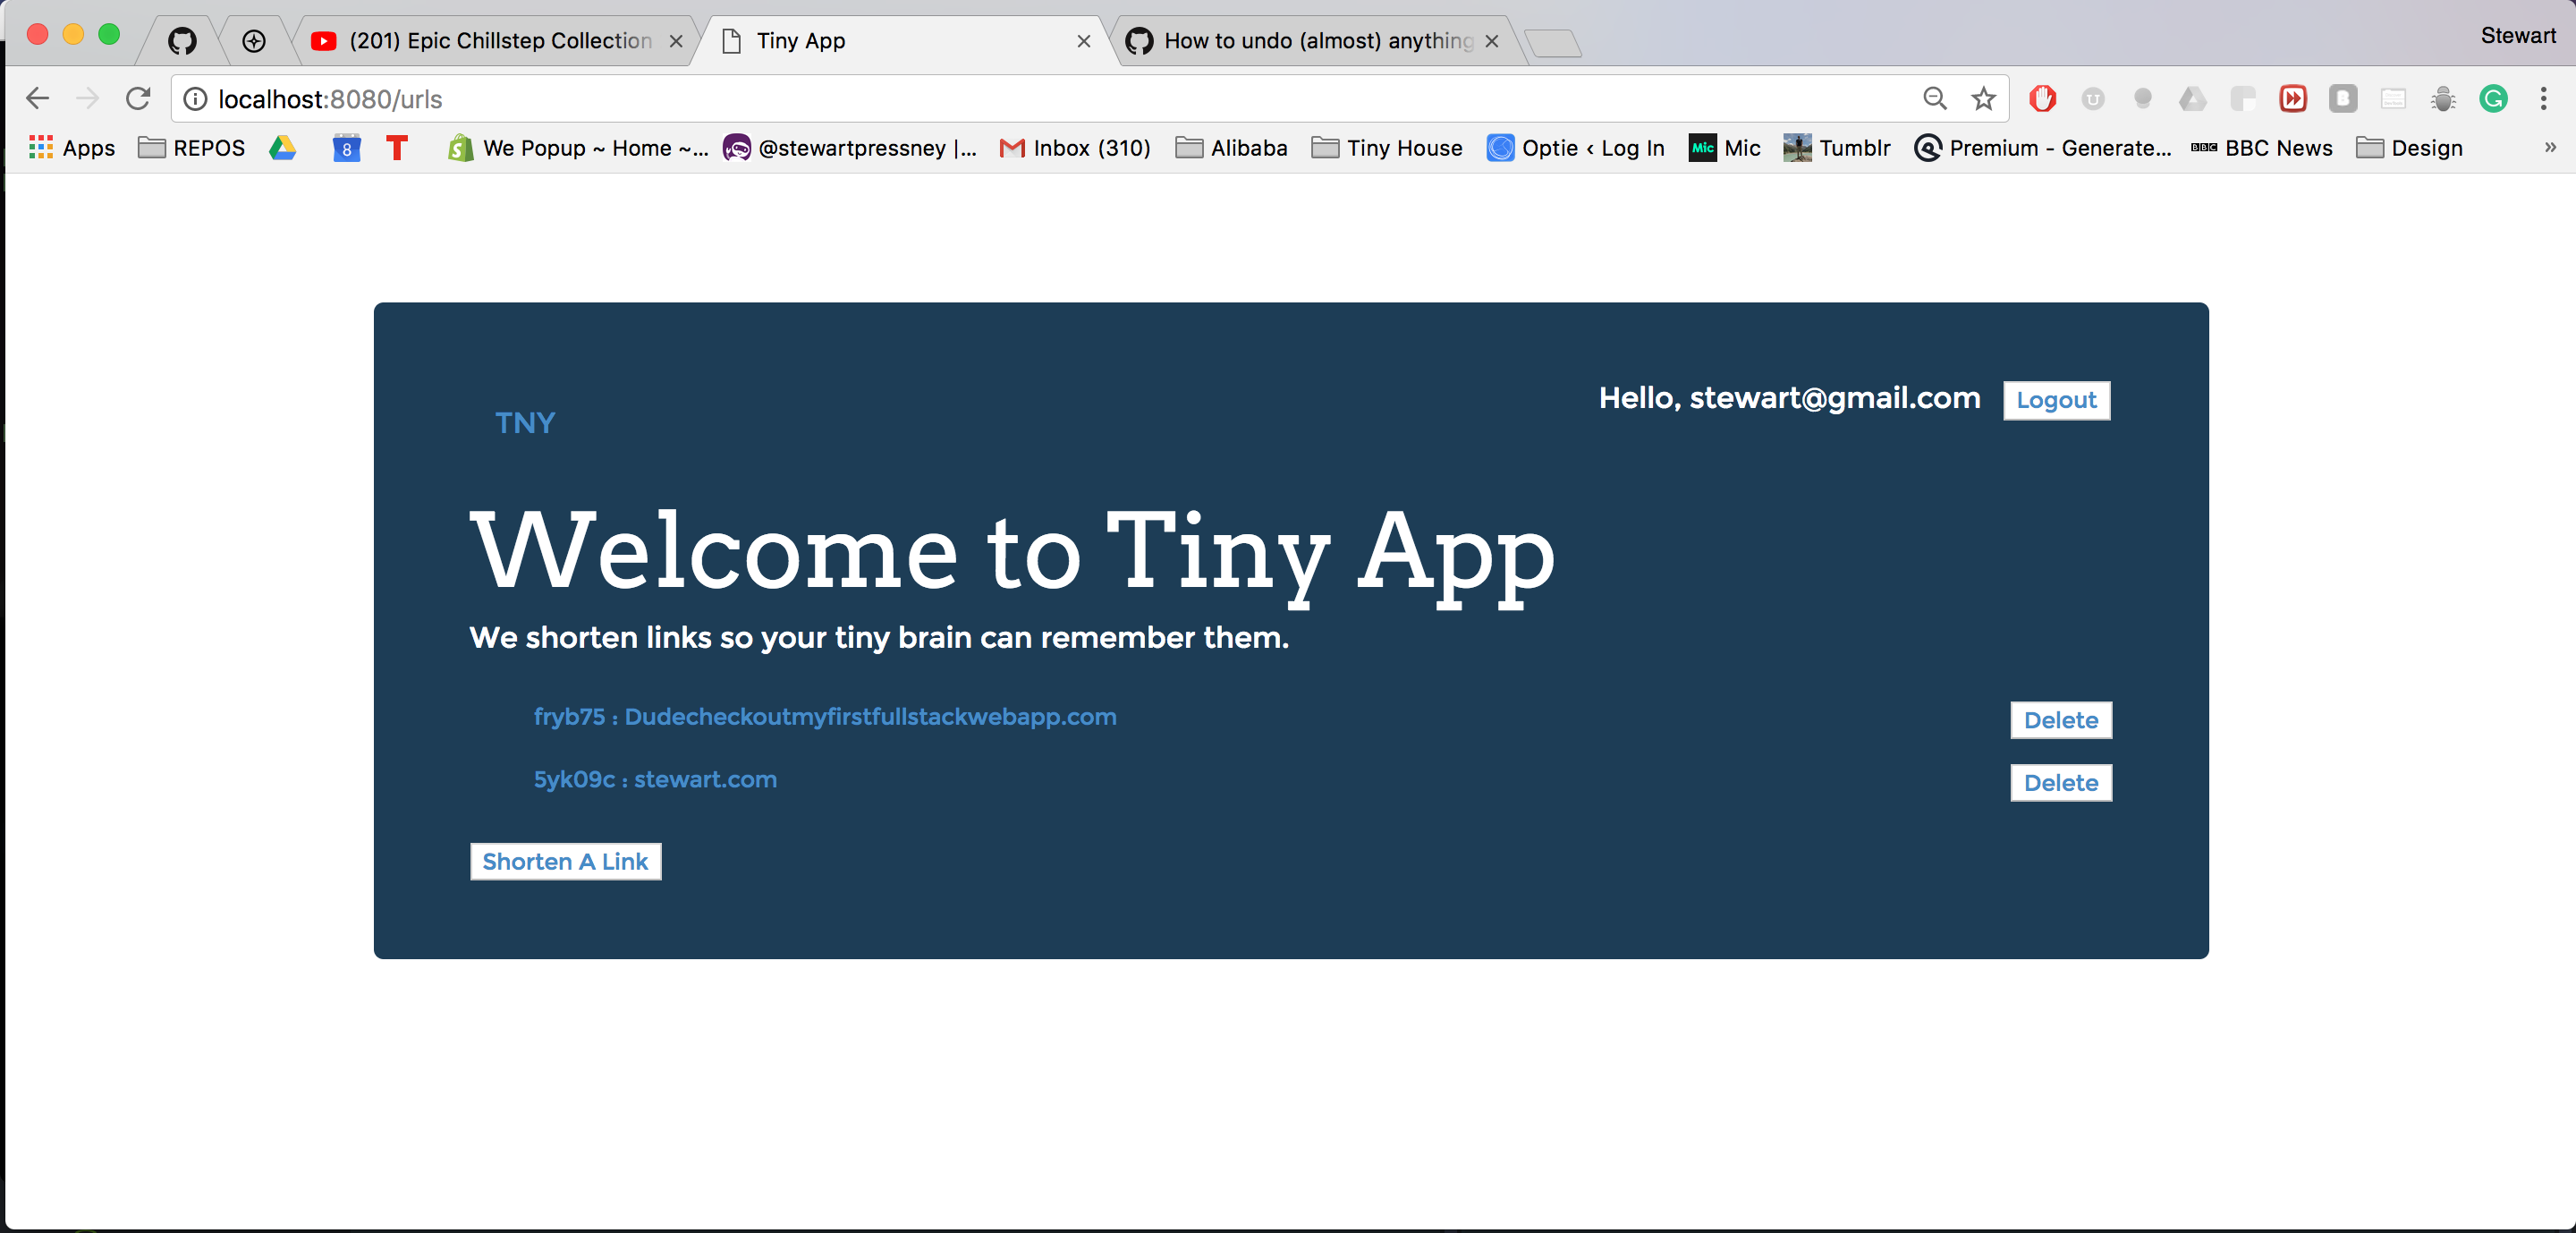 (201) Epic Chillstep Collection
Tiny App
How to undo (almost) anything
Stewart
localhost:8080/urls
Apps
REPOS
8
We Popup ~ Home ~...
@stewartpressney |...
Inbox (310)
Alibaba
Tiny House
Optie ‹ Log In
Mic Mic
Tumblr
Premium - Generate...
BBC BBC News
Design
»
TNY
Hello, stewart@gmail.com
Logout
Welcome to Tiny App
We shorten links so your tiny brain can remember them.
fryb75 : Dudecheckoutmyfirstfullstackwebapp.com
Delete
5yk09c : stewart.com
Delete
Shorten A Link